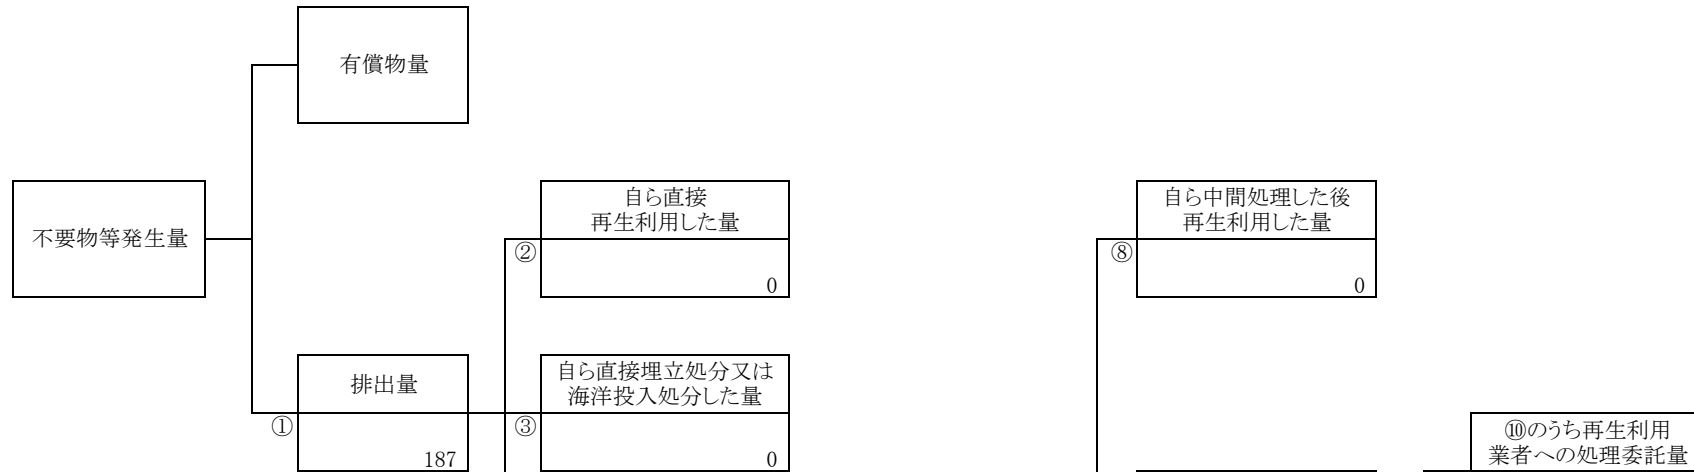 有償物量
不要物等発生量
自ら直接
再生利用した量
②
0
自ら中間処理した後
再生利用した量
⑧
0
排出量
①
187
自ら直接埋立処分又は
海洋投入処分した量
③
0
⑩のうち再生利用
業者への処理委託量